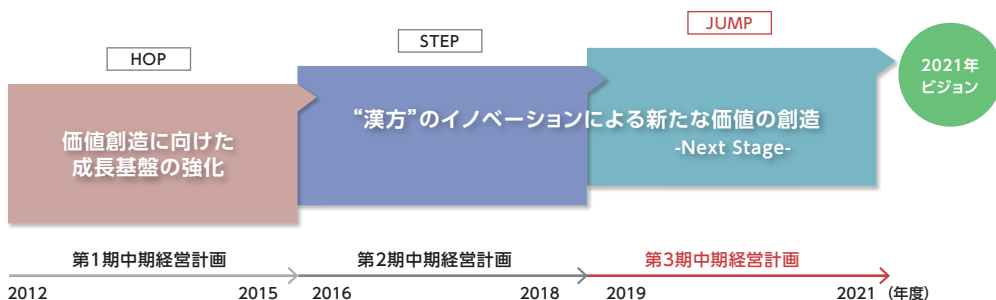 HOP
STEP
JUMP
2021年
ビジョン
価値創造に向けた
成長基盤の強化
“漢方”のイノベーションによる新たな価値の創造
-Next Stage-
第1期中期経営計画
第2期中期経営計画
第3期中期経営計画
2012
2015
2016
2018
2019
2021
(年度)